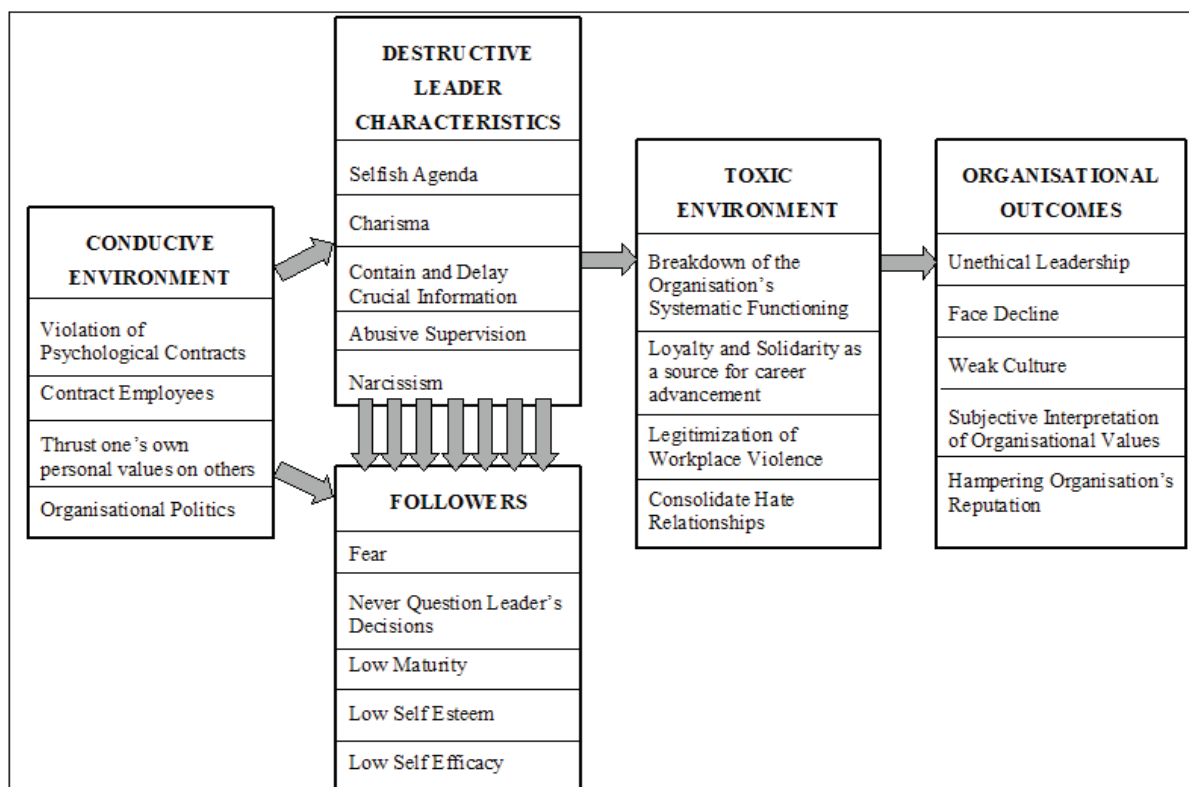 CONDUCIVE
ENVIRONMENT
Violation of
Psychological Contracts
Contract Employees
Thrust one’s own
personal values on others
Organisational Politics
DESTRUCTIVE
LEADER
CHARACTERISTICS
Selfish Agenda
Charisma
Contain and Delay
Crucial Information
Abusive Supervision
Narcissism
FOLLOWERS
Fear
Never Question Leader’s
Decisions
Low Maturity
Low Self Esteem
Low Self Efficacy
TOXIC
ENVIRONMENT
Breakdown of the
Organisation’s
Systematic Functioning
Loyalty and Solidarity as
a source for career
advancement
Legitimization of
Workplace Violence
Consolidate Hate
Relationships
ORGANISATIONAL
OUTCOMES
Unethical Leadership
Face Decline
Weak Culture
Subjective Interpretation
of Organisational Values
Hampering Organisation’s
Reputation